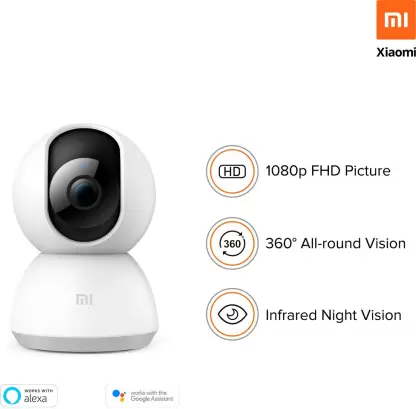 mi
Xiaomi
HD
1080p FHD Picture
360
360° All-round Vision
Infrared Night Vision
mi
WORKS WITH
alexa
works with the
Google Assistant